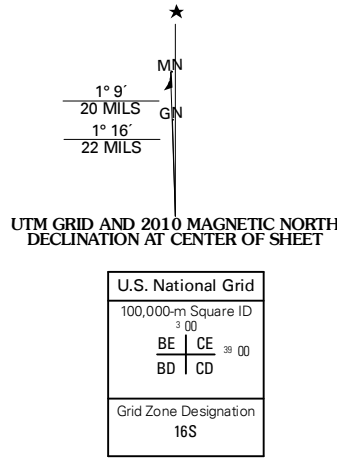 ★
MN
1° 9´
20 MILS
GN
1° 16´
22 MILS
UTM GRID AND 2010 MAGNETIC NORTH
DECLINATION AT CENTER OF SHEET
U.S. National Grid
100,000-m Square ID
3 00
BE CE 39 00
BD CD
Grid Zone Designation
16S